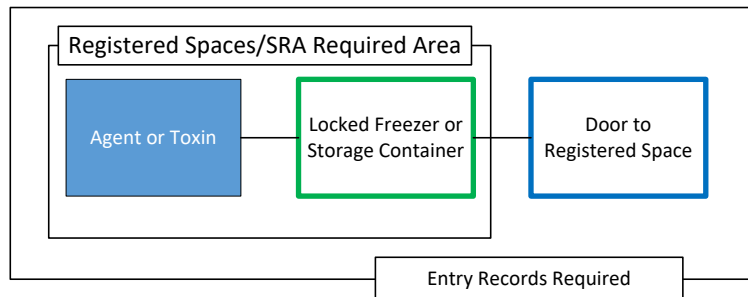 Registered Spaces/SRA Required Area
Agent or Toxin
Locked Freezer or
Storage Container
Door to
Registered Space
Entry Records Required